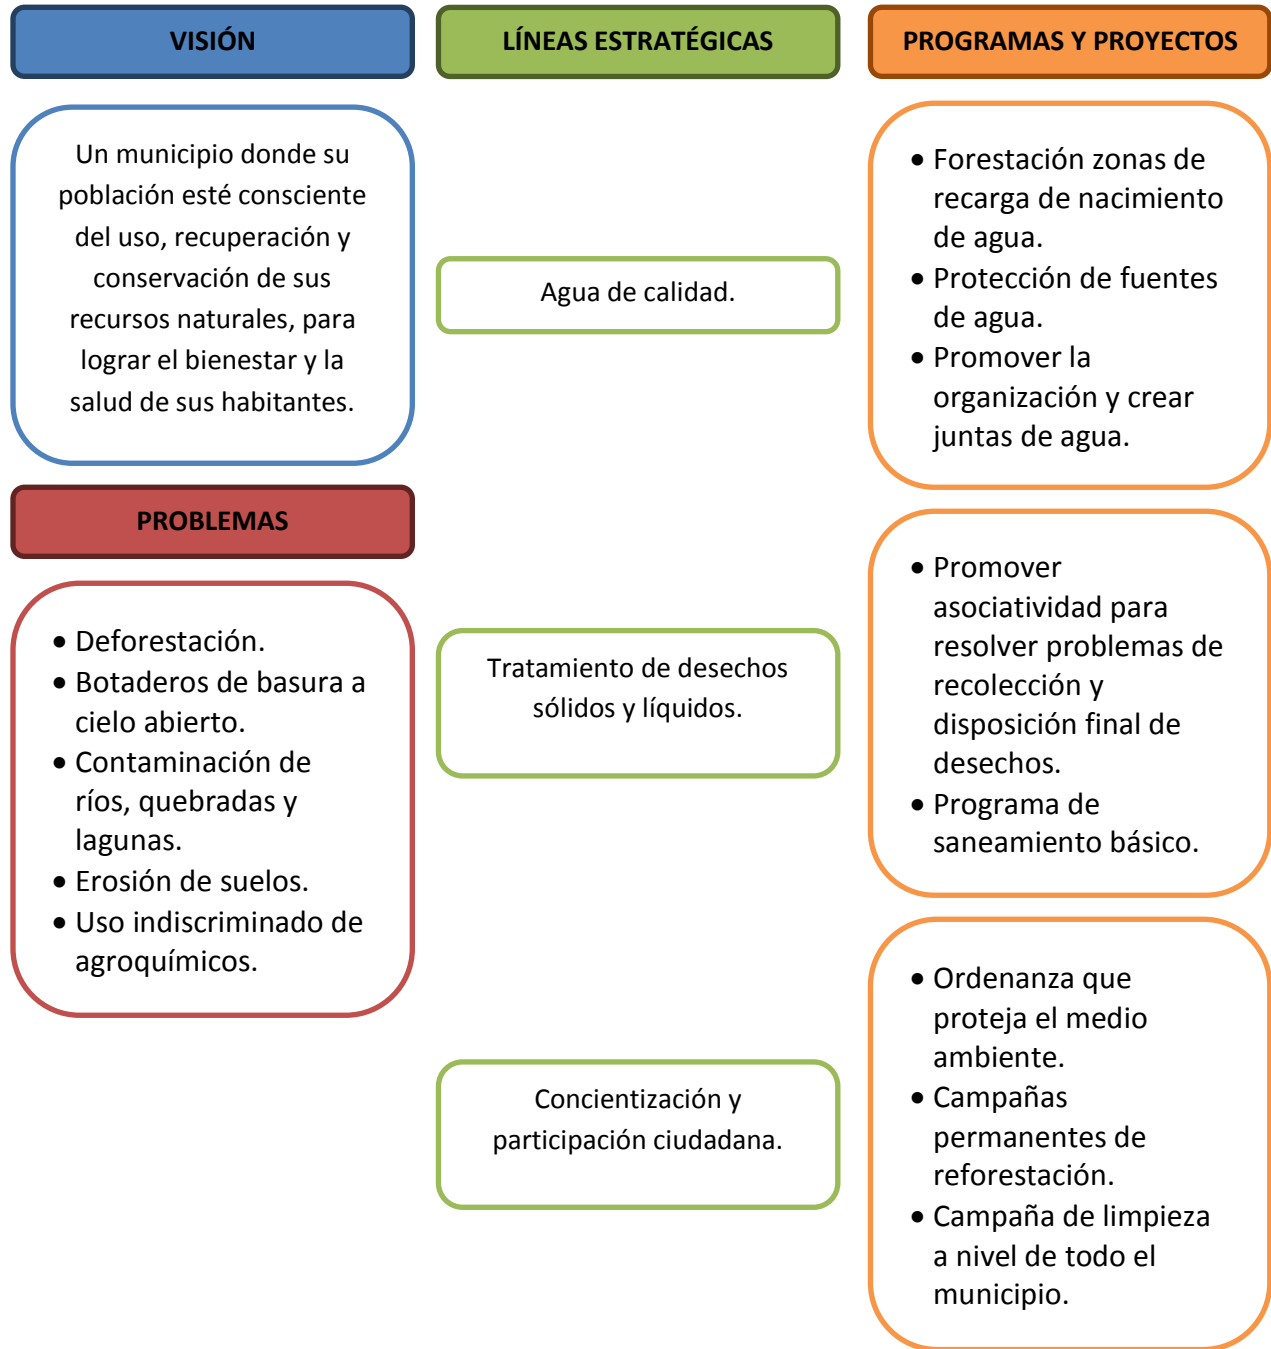 VISIÓN
Un municipio donde su
población esté consciente
del uso, recuperación y
conservación de sus
recursos naturales, para
lograr el bienestar y la
salud de sus habitantes.
PROBLEMAS
• Deforestación.
• Botaderos de basura a
cielo abierto.
• Contaminación de
ríos, quebradas y
lagunas.
• Erosión de suelos.
• Uso indiscriminado de
agroquímicos.
LÍNEAS ESTRATÉGICAS
Agua de calidad.
Tratamiento de desechos
sólidos y líquidos.
Concientización y
participación ciudadana.
PROGRAMAS Y PROYECTOS
• Forestación zonas de
recarga de nacimiento
de agua.
• Protección de fuentes
de agua.
• Promover la
organización y crear
juntas de agua.
• Promover
asociatividad para
resolver problemas de
recolección y
disposición final de
desechos.
• Programa de
saneamiento básico.
• Ordenanza que
proteja el medio
ambiente.
• Campañas
permanentes de
reforestación.
• Campaña de limpieza
a nivel de todo el
municipio.